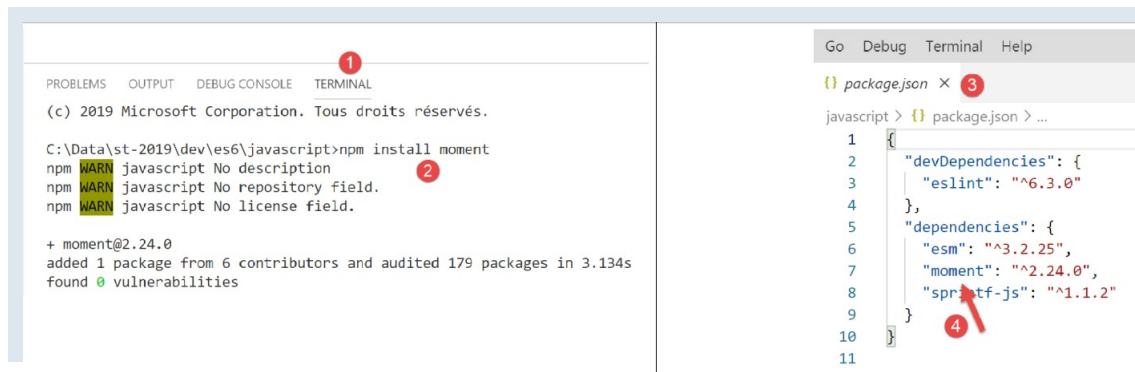 1
PROBLEMS OUTPUT DEBUG CONSOLE TERMINAL
(c) 2019 Microsoft Corporation. Tous droits réservés.
C:\Data\st-2019\dev\es6\javascript>npm install moment
npm WARN javascript No description
2
npm WARN javascript No repository field.
npm WARN javascript No license field.
+ moment@2.24.0
added 1 package from 6 contributors and audited 179 packages in 3.134s
found 0 vulnerabilities
Go Debug Terminal Help
{} package.json × 3
javascript > {} package.json > ...
1 {
2 "devDependencies": {
3 "eslint": "^6.3.0"
4 },
5 "dependencies": {
6 "esm": "^3.2.25",
7 "moment": "^2.24.0",
8 "sprintf-js": "^1.1.2"
9 }
4
10 }
11